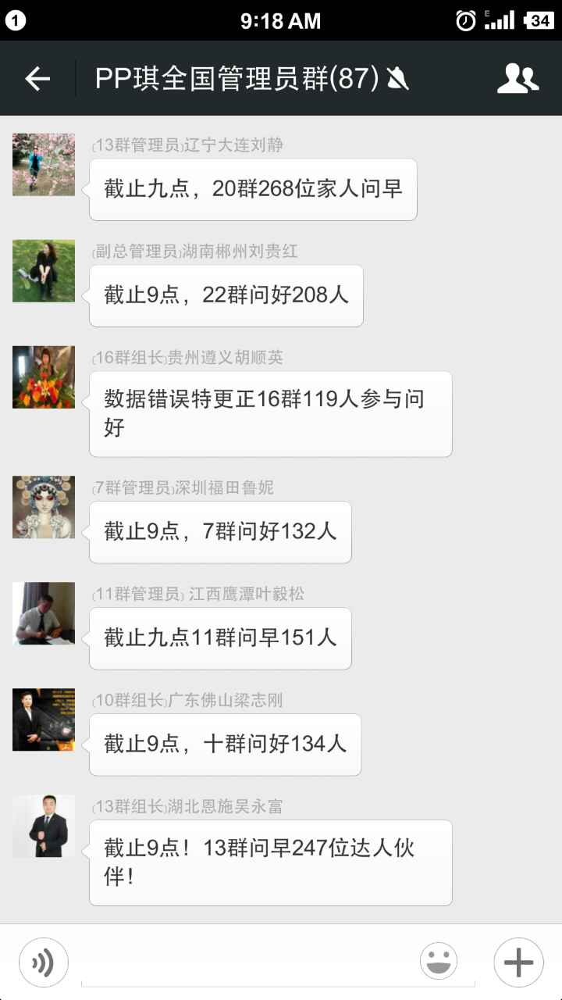 1
9:18 AM
E
34
PP琪全国管理员群(87)
(13群管理员)辽宁大连刘静
截止九点，20群268位家人问早
(副总管理员)湖南郴州刘贵红
截止9点，22群问好208人
(16群组长)贵州遵义胡顺英
数据错误特更正16群119人参与问
好
(7群管理员)深圳福田鲁妮
截止9点，7群问好132人
(11群管理员) 江西鹰潭叶毅松
截止九点11群问早151人
(10群组长)广东佛山梁志刚
截止9点，十群问好134人
(13群组长)湖北恩施吴永富
截止9点！13群问早247位达人伙
伴！